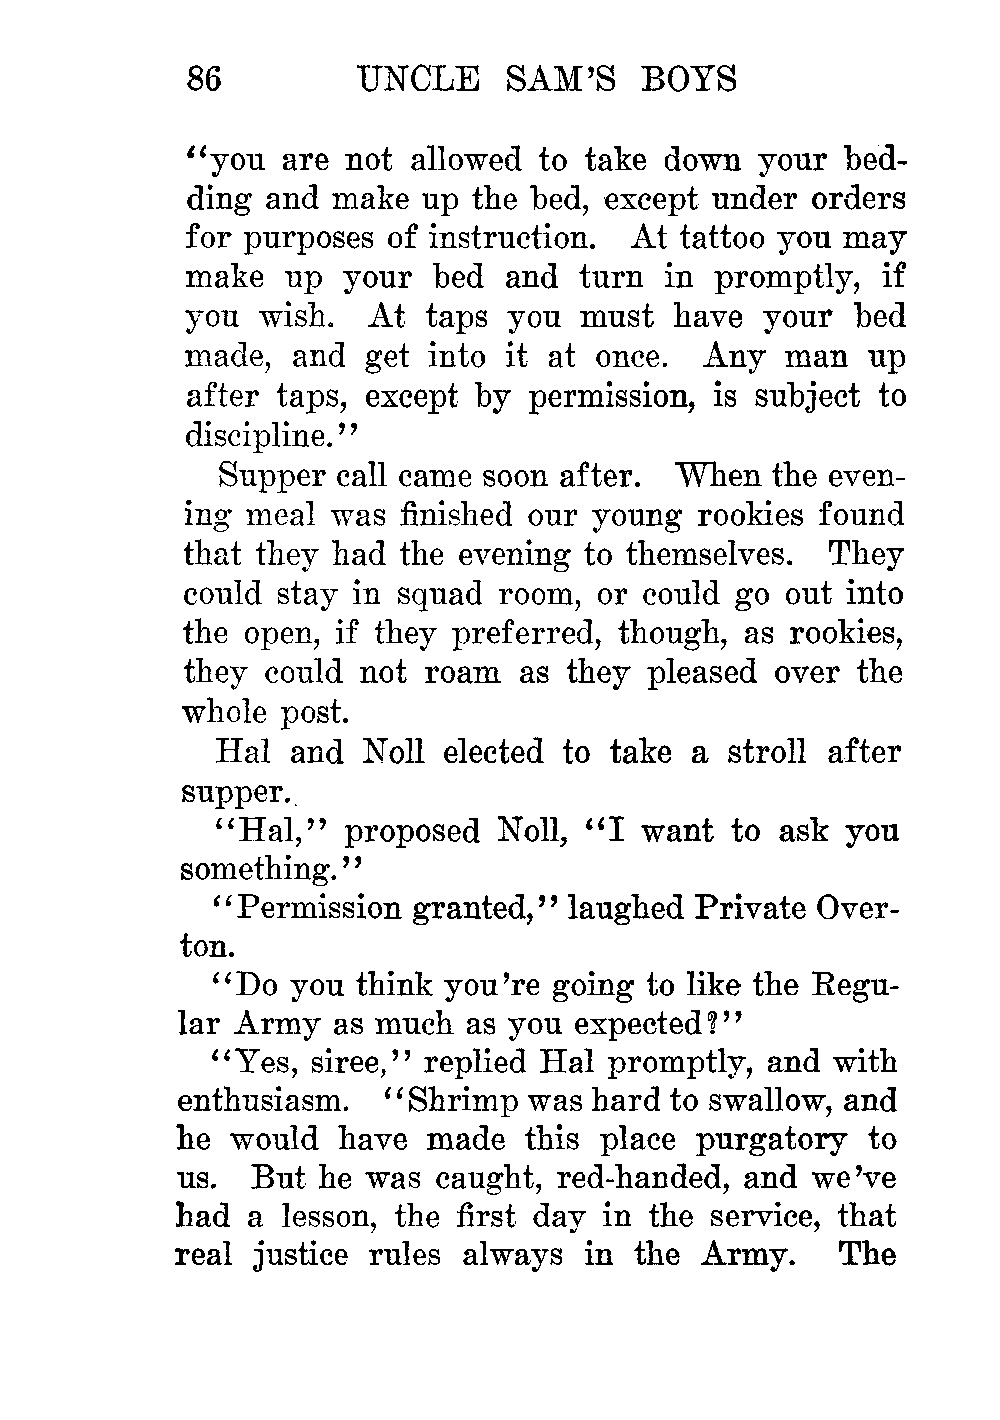 86 UNCLE SAM'S BOYS
"you are not allowed to take down your bed-
ding and make up the bed, except under orders
for purposes of instruction. At tattoo you may
make up your bed and turn in promptly, if
you wish. At taps you must have your bed
made, and get into it at once. Any man up
after taps, except by permission, is subject to
discipline."
Supper call came soon after. When the even-
ing meal was finished our young rookies found
that they had the evening to themselves. They
could stay in squad room, or could go out into
the open, if they preferred, though, as rookies,
they could not roam as they pleased over the
whole post.
Hal and Noll elected to take a stroll after
supper.
"Hal," proposed Noll, "I want to ask you
something."
"Permission granted," laughed Private Over-
ton.
"Do you think you're going to like the Regu-
lar Army as much as you expected?"
"Yes, siree," replied Hal promptly, and with
enthusiasm. "Shrimp was hard to swallow, and
he would have made this place purgatory to
us. But he was caught, red-handed, and we've
had a lesson, the first day in the service, that
real justice rules always in the Army. The